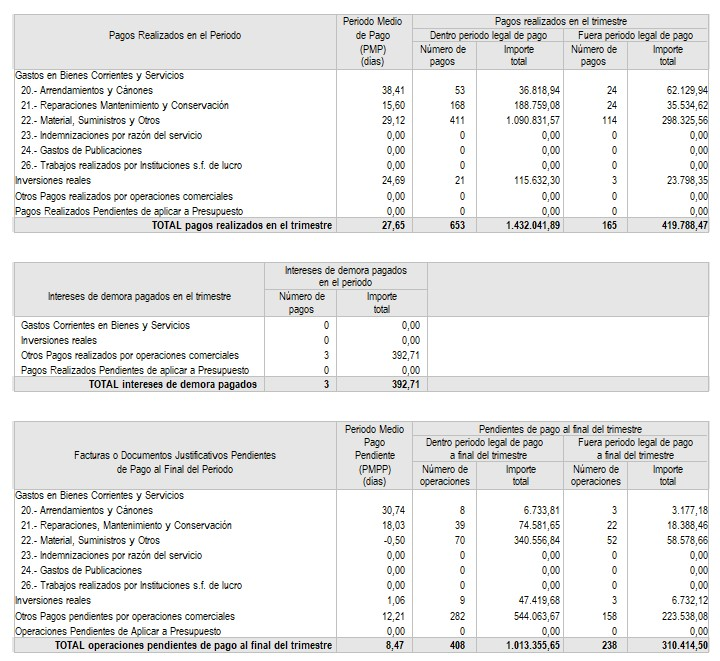 Pagos Realizados en el Periodo
Periodo Medio de Pago (PMP) (días)
Pagos realizados en el trimestre
Dentro periodo legal de pago Fuera periodo legal de pago
Número de pagos Importe total Número de pagos Importe total
Gastos en Bienes Corrientes y Servicios
20.- Arrendamientos y Cánones 38,41 53 36.818,94 24 62.129,94
21.- Reparaciones Mantenimiento y Conservación 15,60 168 188.759,08 24 35.534,62
22.- Material, Suministros y Otros 29,12 411 1.090.831,57 114 298.325,56
23.- Indemnizaciones por razón del servicio 0,00 0 0,00 0 0,00
24.- Gastos de Publicaciones 0,00 0 0,00 0 0,00
26.- Trabajos realizados por Instituciones s.f. de lucro 0,00 0 0,00 0 0,00
Inversiones reales 24,69 21 115.632,30 3 23.798,35
Otros Pagos realizados por operaciones comerciales 0,00 0 0,00 0 0,00
Pagos Realizados Pendientes de aplicar a Presupuesto 0,00 0 0,00 0 0,00
TOTAL pagos realizados en el trimestre 27,65 653 1.432.041,89 165 419.788,47
Intereses de demora pagados en el trimestre
Intereses de demora pagados en el periodo
Número de pagos Importe total
Gastos Corrientes en Bienes y Servicios 0 0,00
Inversiones reales 0 0,00
Otros Pagos realizados por operaciones comerciales 3 392,71
Pagos Realizados Pendientes de aplicar a Presupuesto 0 0,00
TOTAL intereses de demora pagados 3 392,71
Facturas o Documentos Justificativos Pendientes de Pago al Final del Periodo
Periodo Medio Pago Pendiente (PMPP) (días)
Pendientes de pago al final del trimestre
Dentro periodo legal de pago a final del trimestre Fuera periodo legal de pago a final del trimestre
Número de operaciones Importe total Número de operaciones Importe total
Gastos en Bienes Corrientes y Servicios
20.- Arrendamientos y Cánones 30,74 8 6.733,81 3 3.177,18
21.- Reparaciones, Mantenimiento y Conservación 18,03 39 74.581,65 22 18.388,46
22.- Material, Suministros y Otros -0,50 70 340.556,84 52 58.578,66
23.- Indemnizaciones por razón del servicio 0,00 0 0,00 0 0,00
24.- Gastos de Publicaciones 0,00 0 0,00 0 0,00
26.- Trabajos realizados por Instituciones s.f. de lucro 0,00 0 0,00 0 0,00
Inversiones reales 1,06 9 47.419,68 3 6.732,12
Otros Pagos pendientes por operaciones comerciales 12,21 282 544.063,67 158 223.538,08
Operaciones Pendientes de Aplicar a Presupuesto 0,00 0 0,00 0 0,00
TOTAL operaciones pendientes de pago al final del trimestre 8,47 408 1.013.355,65 238 310.414,50